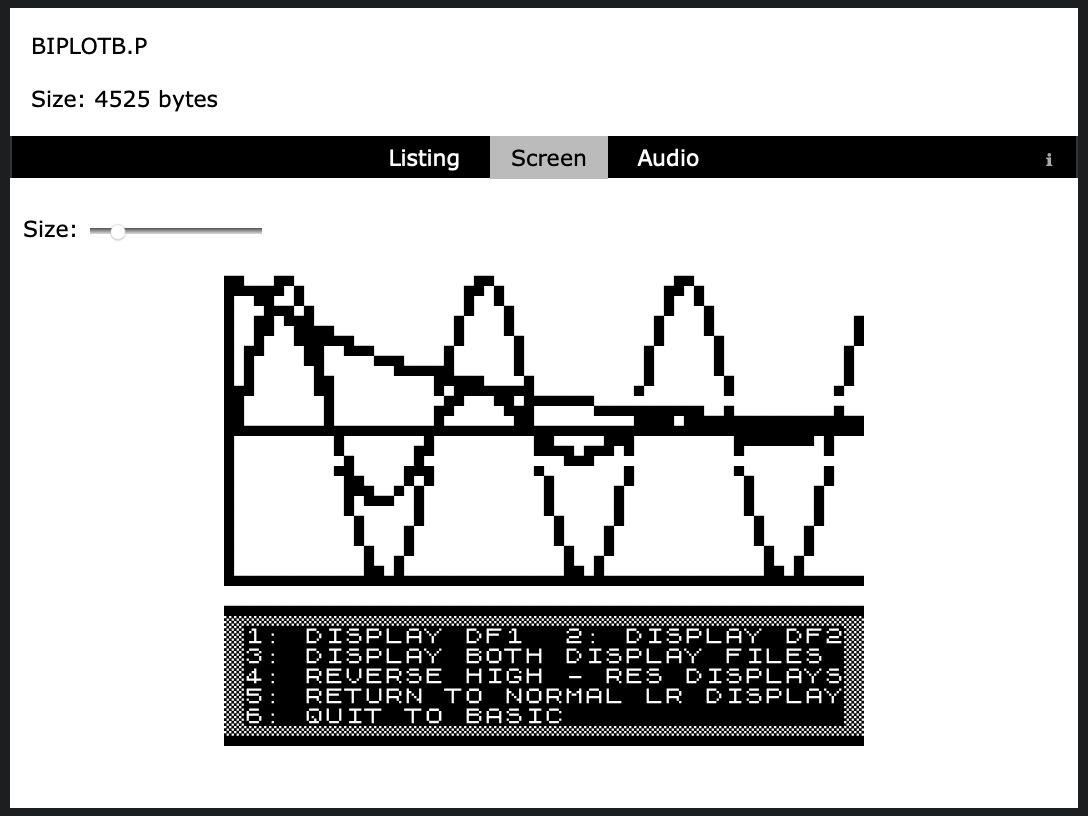 BIPLOTB.P
Size: 4525 bytes
Listing Screen Audio i
Size:
1: DISPLAY DF1 2: DISPLAY DF2
3: DISPLAY BOTH DISPLAY FILES
4: REVERSE HIGH - RES DISPLAYS
5: RETURN TO NORMAL LR DISPLAY
6: QUIT TO BASIC